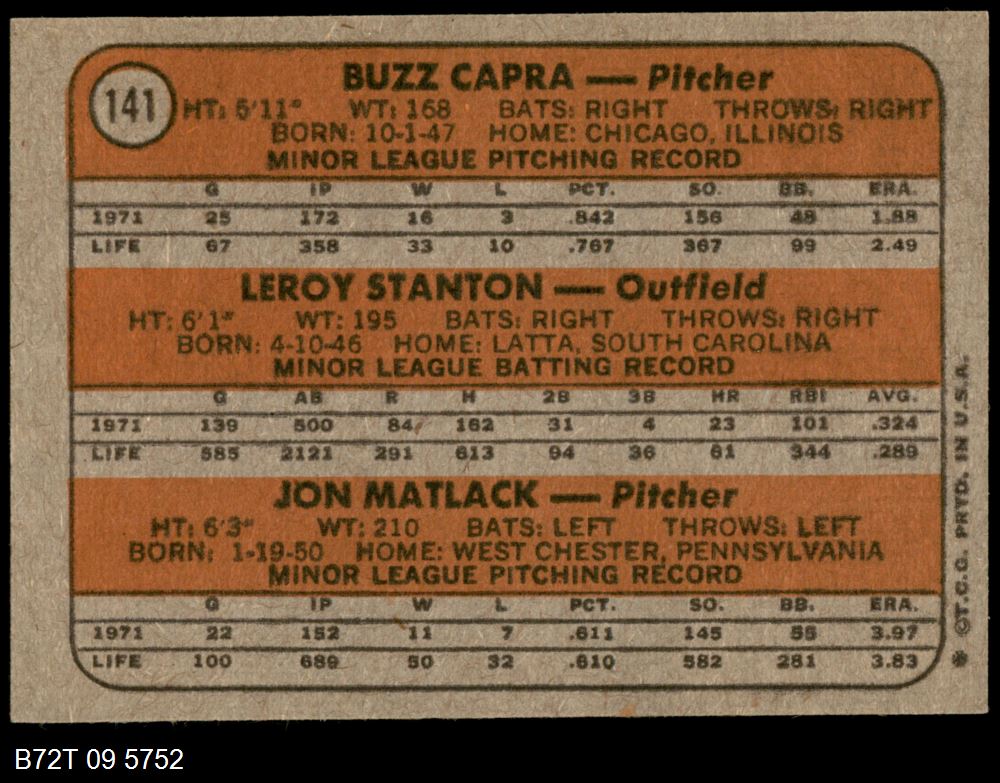 141
BUZZ CAPRA — Pitcher
HT: 5'11" WT: 168 BATS: RIGHT THROWS: RIGHT
BORN: 10-1-47 HOME: CHICAGO, ILLINOIS
MINOR LEAGUE PITCHING RECORD
G IP W L PCT. SO. BB. ERA.
1971 25 172 16 3 .842 156 48 1.88
LIFE 67 358 33 10 .767 367 99 2.49
LEROY STANTON — Outfield
HT: 6'1" WT: 195 BATS: RIGHT THROWS: RIGHT
BORN: 4-10-46 HOME: LATTA, SOUTH CAROLINA
MINOR LEAGUE BATTING RECORD
G AB R H 2B 3B HR RBI AVG.
1971 139 500 84 162 31 4 23 101 .324
LIFE 585 2121 291 613 94 36 61 344 .289
JON MATLACK — Pitcher
HT: 6'3" WT: 210 BATS: LEFT THROWS: LEFT
BORN: 1-19-50 HOME: WEST CHESTER, PENNSYLVANIA
MINOR LEAGUE PITCHING RECORD
G IP W L PCT. SO. BB. ERA.
1971 22 152 11 7 .611 145 55 3.97
LIFE 100 689 50 32 .610 582 281 3.83
* ©T.C.G. PRTD. IN U.S.A.
B72T 09 5752